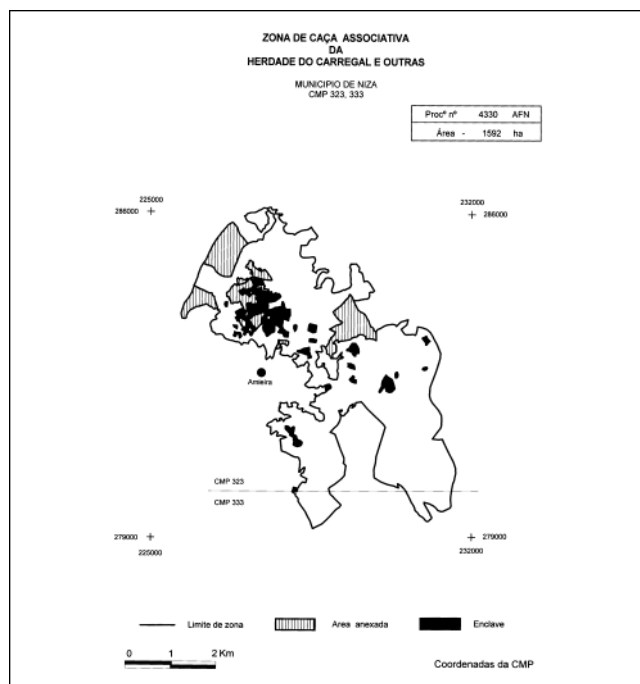 ZONA DE CAÇA ASSOCIATIVA
DA
HERDADE DO CARREGAL E OUTRAS
MUNICIPIO DE NIZA
CMP 323, 333
Procº nº 4330 AFN
Área - 1592 ha
225000
286000
232000
286000
Amieira
CMP 323
CMP 333
279000
225000
279000
232000
Limite de zona
Area anexada
Enclave
0 1 2 Km
Coordenadas da CMP